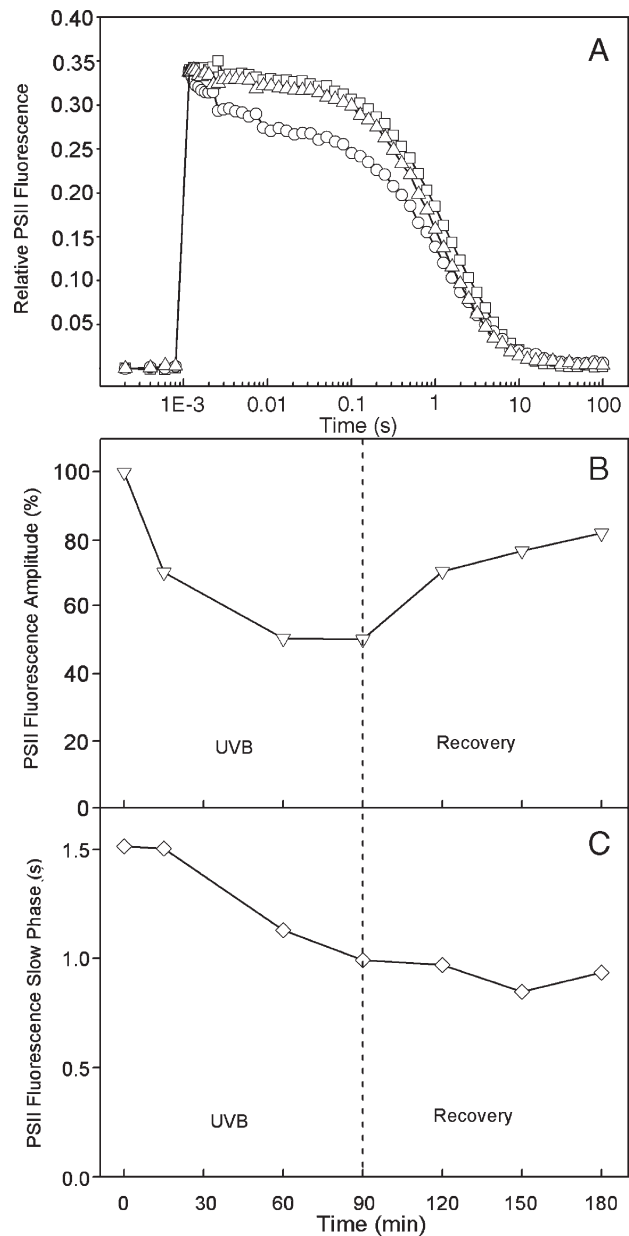 A
0.40
0.35
0.30
0.25
0.20
0.15
0.10
0.05
Relative PSII Fluorescence
1E-3 0.01 0.1 1 10 100
Time (s)
B
100
80
60
40
20
0
PSII Fluorescence Amplitude (%)
UVB
Recovery
C
1.5
1.0
0.5
0.0
PSII Fluorescence Slow Phase (s)
UVB
Recovery
0 30 60 90 120 150 180
Time (min)